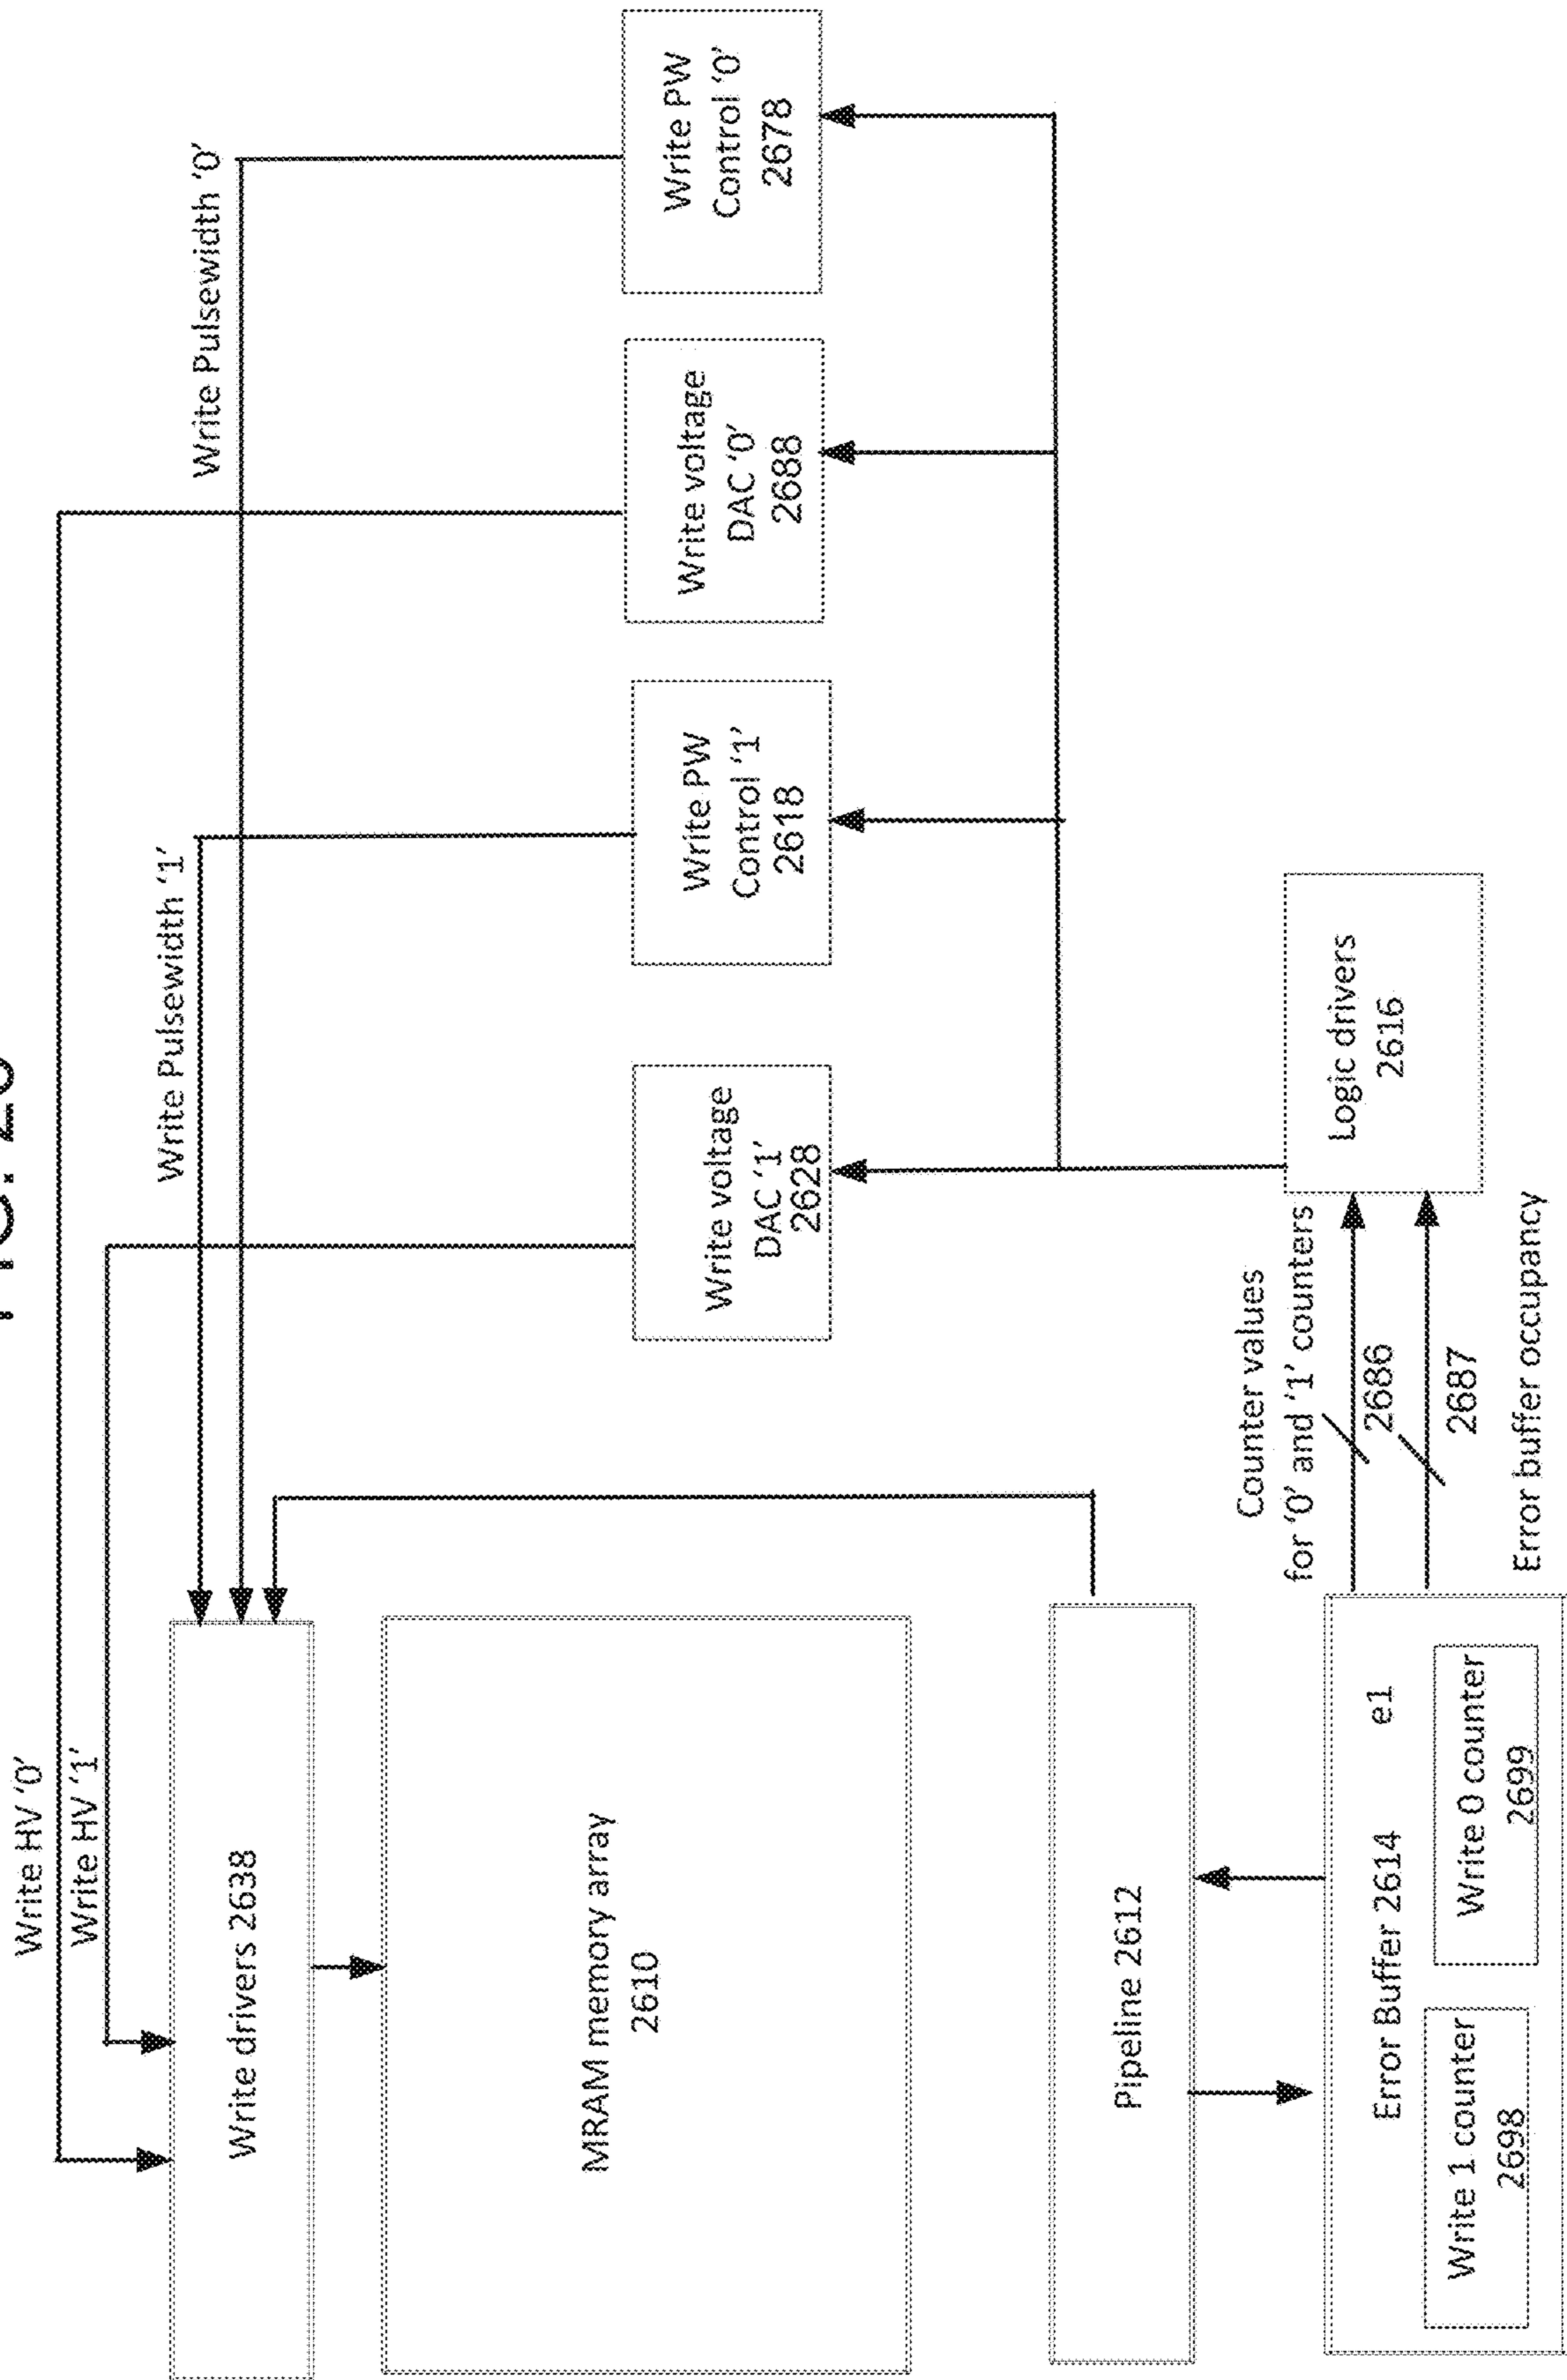 Write HV ‘0’
Write HV ‘1’
Write Pulsewidth ‘1’
Write Pulsewidth ‘0’
Write drivers 2638
MRAM memory array
2610
Write voltage
DAC ‘1’
2628
Write PW
Control ‘1’
2618
Write voltage
DAC ‘0’
2688
Write PW
Control ‘0’
2678
Pipeline 2612
Counter values
for ‘0’ and ‘1’ counters
2686
2687
Error buffer occupancy
Logic drivers
2616
Error Buffer 2614 e1
Write 1 counter
2698
Write 0 counter
2699